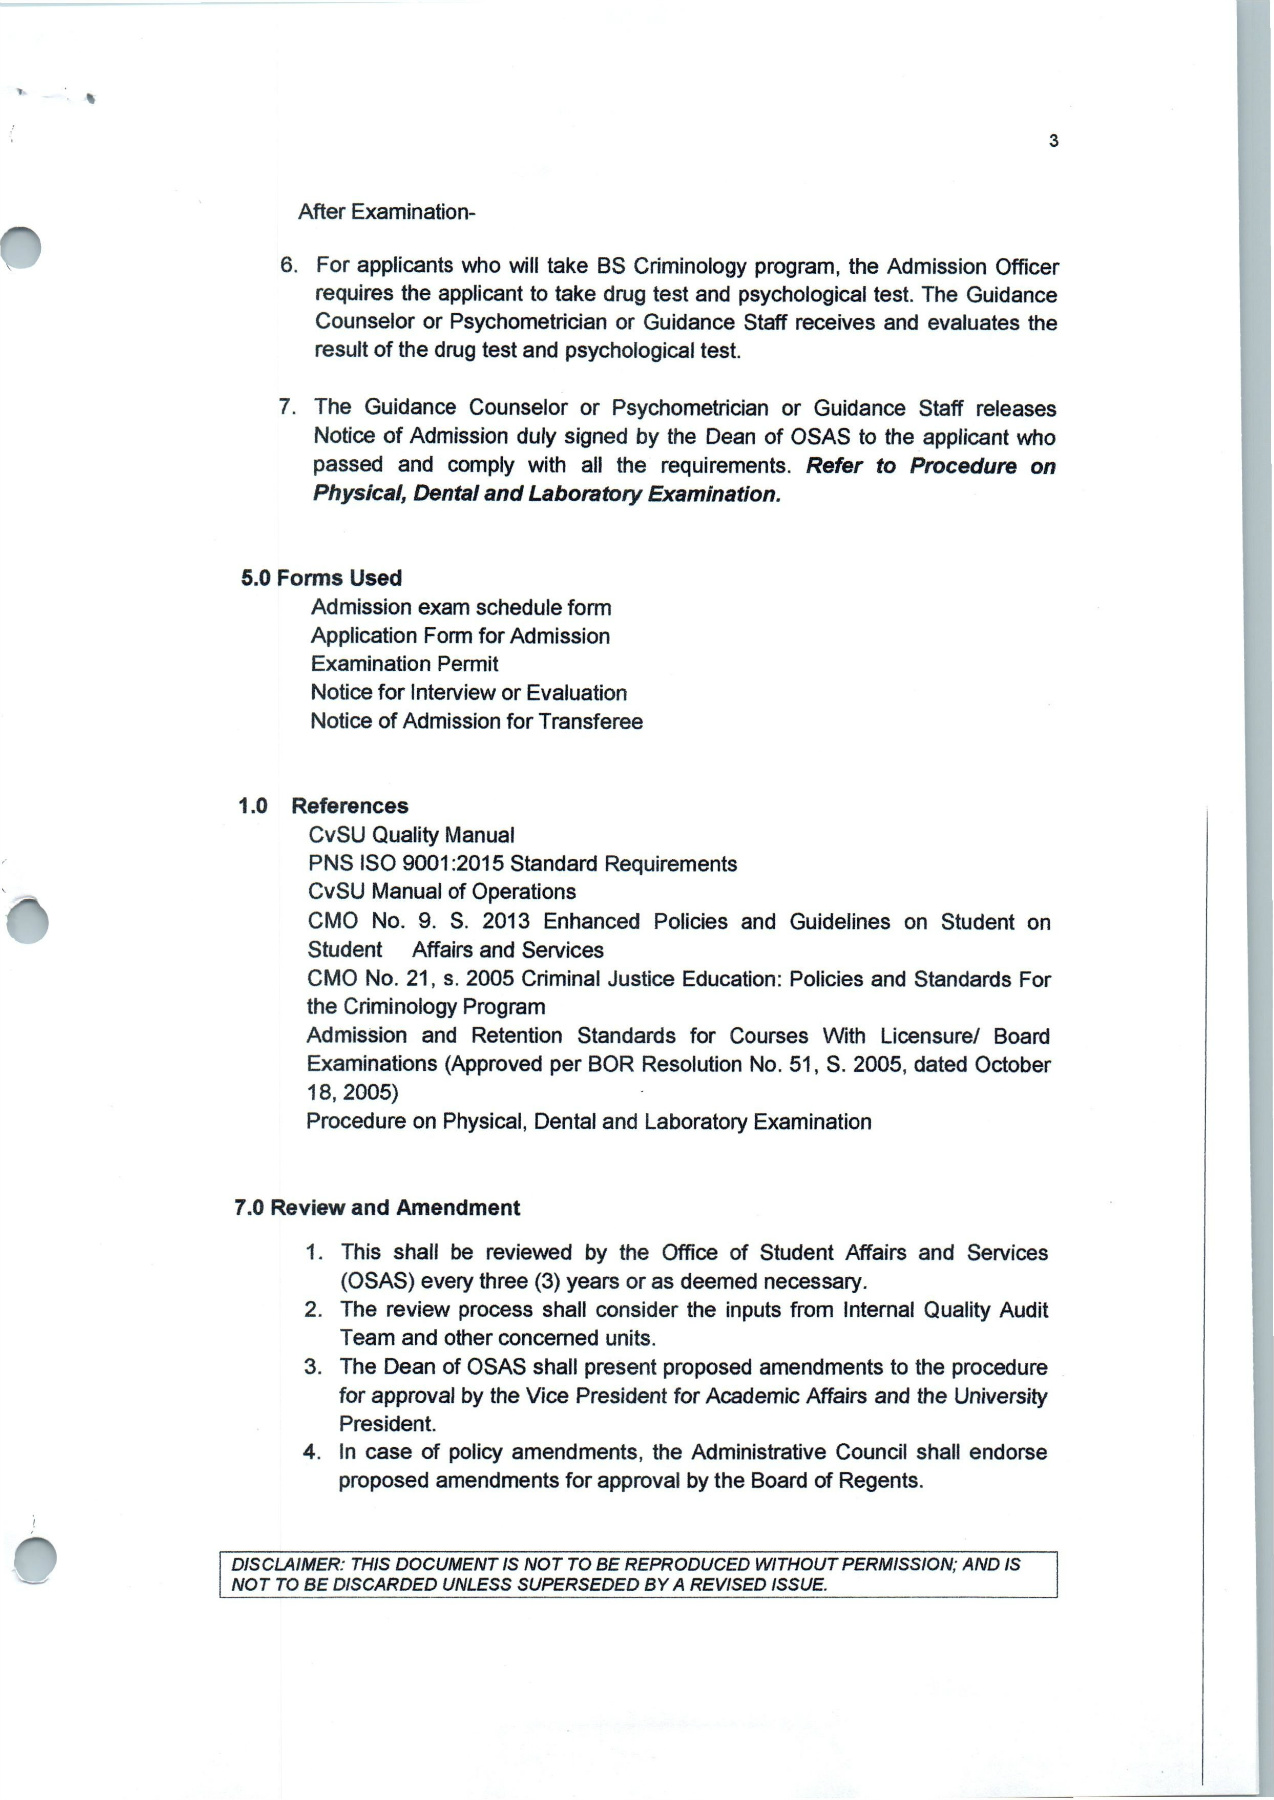 3
After Examination-
6. For applicants who will take BS Criminology program, the Admission Officer
requires the applicant to take drug test and psychological test. The Guidance
Counselor or Psychometrician or Guidance Staff receives and evaluates the
result of the drug test and psychological test.
7. The Guidance Counselor or Psychometrician or Guidance Staff releases
Notice of Admission duly signed by the Dean of OSAS to the applicant who
passed and comply with all the requirements. Refer to Procedure on
Physical, Dental and Laboratory Examination.
5.0 Forms Used
Admission exam schedule form
Application Form for Admission
Examination Permit
Notice for Interview or Evaluation
Notice of Admission for Transferee
1.0 References
CvSU Quality Manual
PNS ISO 9001:2015 Standard Requirements
CvSU Manual of Operations
CMO No. 9. S. 2013 Enhanced Policies and Guidelines on Student on
Student Affairs and Services
CMO No. 21, s. 2005 Criminal Justice Education: Policies and Standards For
the Criminology Program
Admission and Retention Standards for Courses With Licensure/ Board
Examinations (Approved per BOR Resolution No. 51, S. 2005, dated October
18, 2005)
Procedure on Physical, Dental and Laboratory Examination
7.0 Review and Amendment
1. This shall be reviewed by the Office of Student Affairs and Services
(OSAS) every three (3) years or as deemed necessary.
2. The review process shall consider the inputs from Internal Quality Audit
Team and other concerned units.
3. The Dean of OSAS shall present proposed amendments to the procedure
for approval by the Vice President for Academic Affairs and the University
President.
4. In case of policy amendments, the Administrative Council shall endorse
proposed amendments for approval by the Board of Regents.
DISCLAIMER: THIS DOCUMENT IS NOT TO BE REPRODUCED WITHOUT PERMISSION; AND IS
NOT TO BE DISCARDED UNLESS SUPERSEDED BY A REVISED ISSUE.